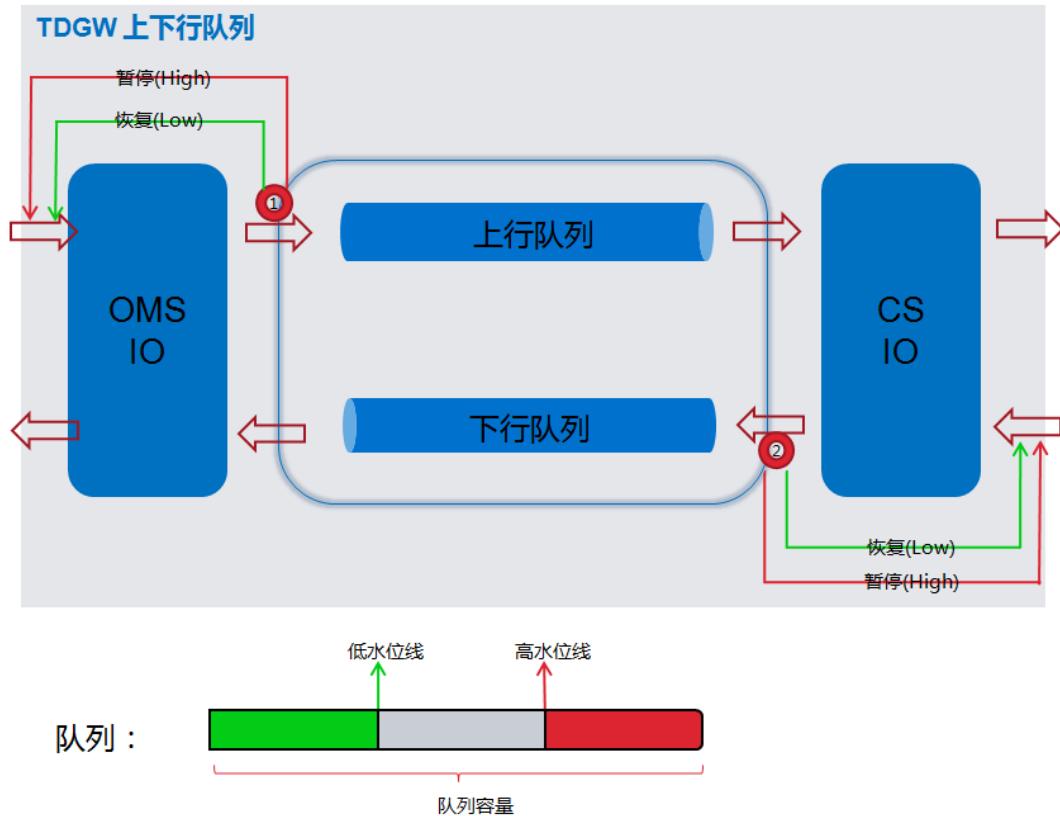 TDGW 上下行队列
暂停(High)
恢复(Low)
①
上行队列
OMS
IO
CS
IO
下行队列
②
恢复(Low)
暂停(High)
低水位线
高水位线
队列：
队列容量